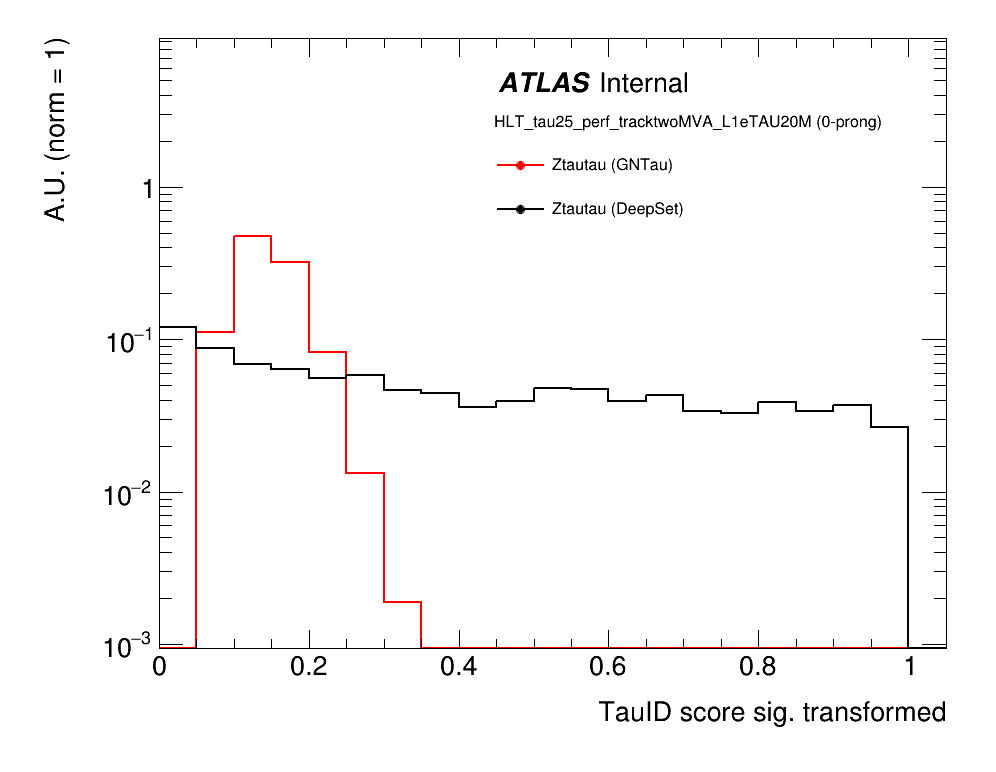 A.U. (norm = 1)
ATLAS Internal
HLT_tau25_perf_tracktwoMVA_L1eTAU20M (0-prong)
Ztautau (GNTau)
Ztautau (DeepSet)
1
10⁻¹
10⁻²
10⁻³
0 0.2 0.4 0.6 0.8 1
TauID score sig. transformed